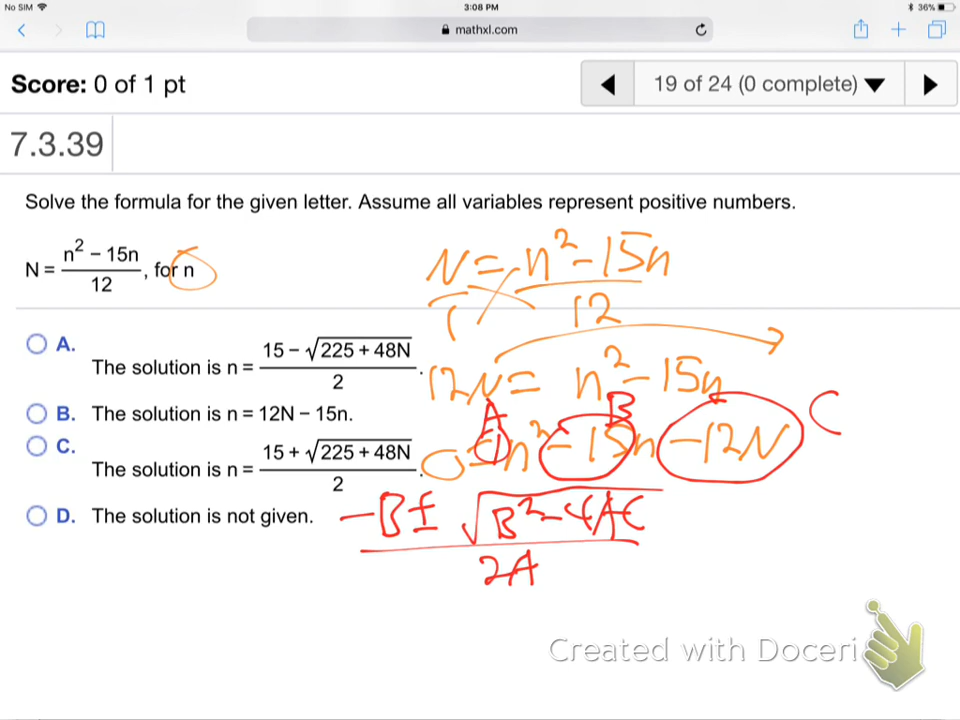 No SIM 3:08 PM 36%
mathxl.com
Score: 0 of 1 pt 19 of 24 (0 complete)
7.3.39
Solve the formula for the given letter. Assume all variables represent positive numbers.
N = (n² − 15n)/12, for n
N/1 = (n² − 15n)/12
A. The solution is n = (15 − √(225 + 48N))/2.
12N = n² − 15n
B. The solution is n = 12N − 15n.
A B C
0 = 1n² − 15n − 12N
C. The solution is n = (15 + √(225 + 48N))/2.
D. The solution is not given.
−B ± √(B² − 4AC)
2A
Created with Doceri